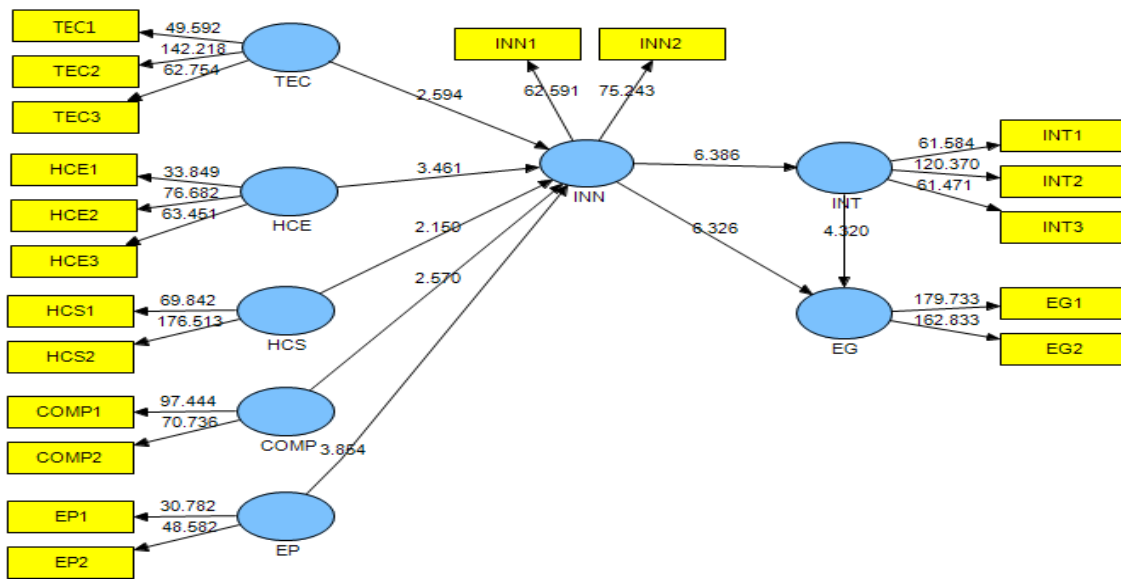 TEC1
49.592
142.218
TEC2
62.754
TEC3
TEC
INN1
INN2
62.591
75.243
2.594
HCE1
33.849
76.682
HCE2
63.451
HCE3
HCE
3.461
INN
6.386
INT
61.584
INT1
120.370
INT2
61.471
INT3
HCS1
69.842
176.513
HCS2
HCS
2.150
6.326
4.320
EG
179.733
EG1
162.833
EG2
COMP1
97.444
70.736
COMP2
COMP
2.570
EP1
30.782
48.582
EP2
EP
3.854